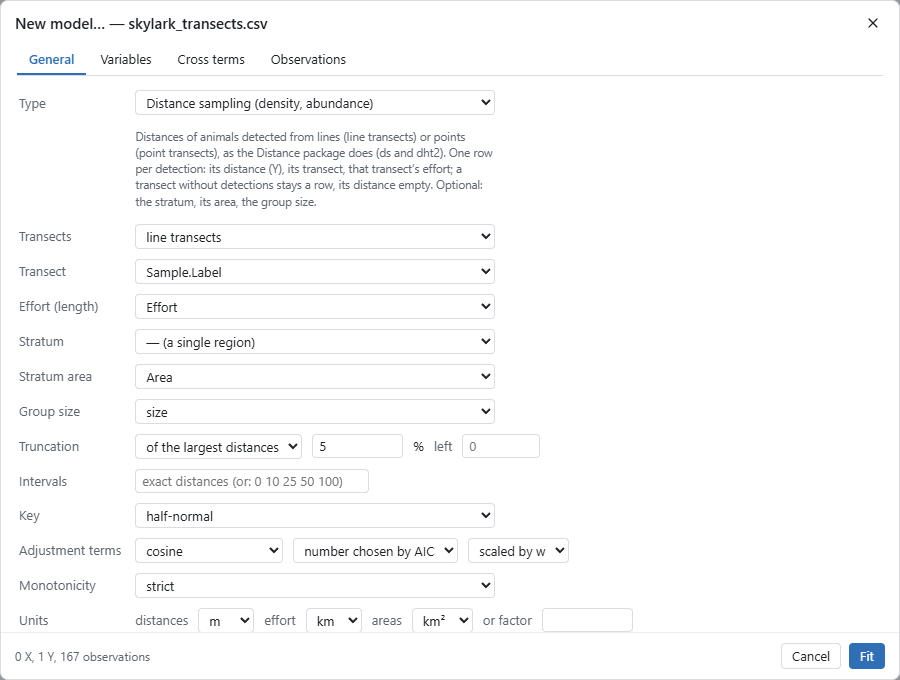 New model... — skylark_transects.csv
General Variables Cross terms Observations
Type Distance sampling (density, abundance)
Distances of animals detected from lines (line transects) or points
(point transects), as the Distance package does (ds and dht2). One row
per detection: its distance (Y), its transect, that transect's effort; a
transect without detections stays a row, its distance empty. Optional:
the stratum, its area, the group size.
Transects line transects
Transect Sample.Label
Effort (length) Effort
Stratum — (a single region)
Stratum area Area
Group size size
Truncation of the largest distances 5 % left 0
Intervals exact distances (or: 0 10 25 50 100)
Key half-normal
Adjustment terms cosine number chosen by AIC scaled by w
Monotonicity strict
Units distances m effort km areas km² or factor
0 X, 1 Y, 167 observations Cancel Fit